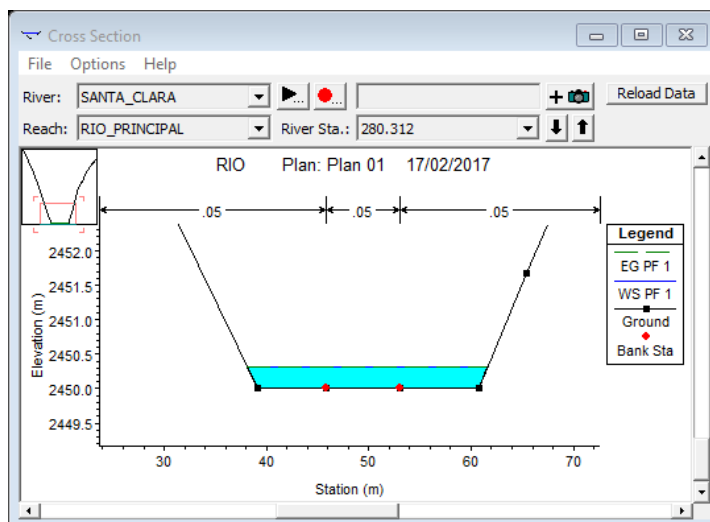 Cross Section
File Options Help
River: SANTA_CLARA ... ... + Reload Data
Reach: RIO_PRINCIPAL River Sta.: 280.312
RIO Plan: Plan 01 17/02/2017
.05 .05 .05
Legend
EG PF 1
WS PF 1
Ground
Bank Sta
2452.0
2451.5
2451.0
2450.5
2450.0
2449.5
Elevation (m)
30 40 50 60 70
Station (m)